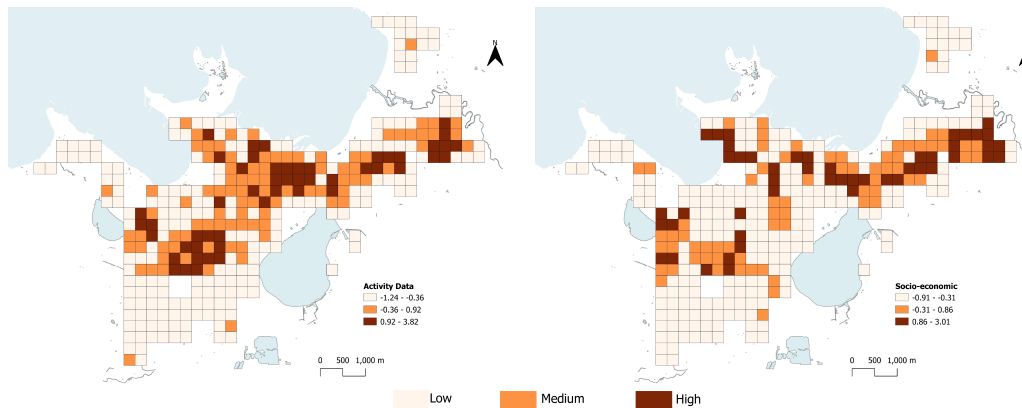 N
Activity Data
-1.24 - -0.36
-0.36 - 0.92
0.92 - 3.82
0 500 1,000 m
Socio-economic
-0.91 - -0.31
-0.31 - 0.86
0.86 - 3.01
0 500 1,000 m
Low Medium High